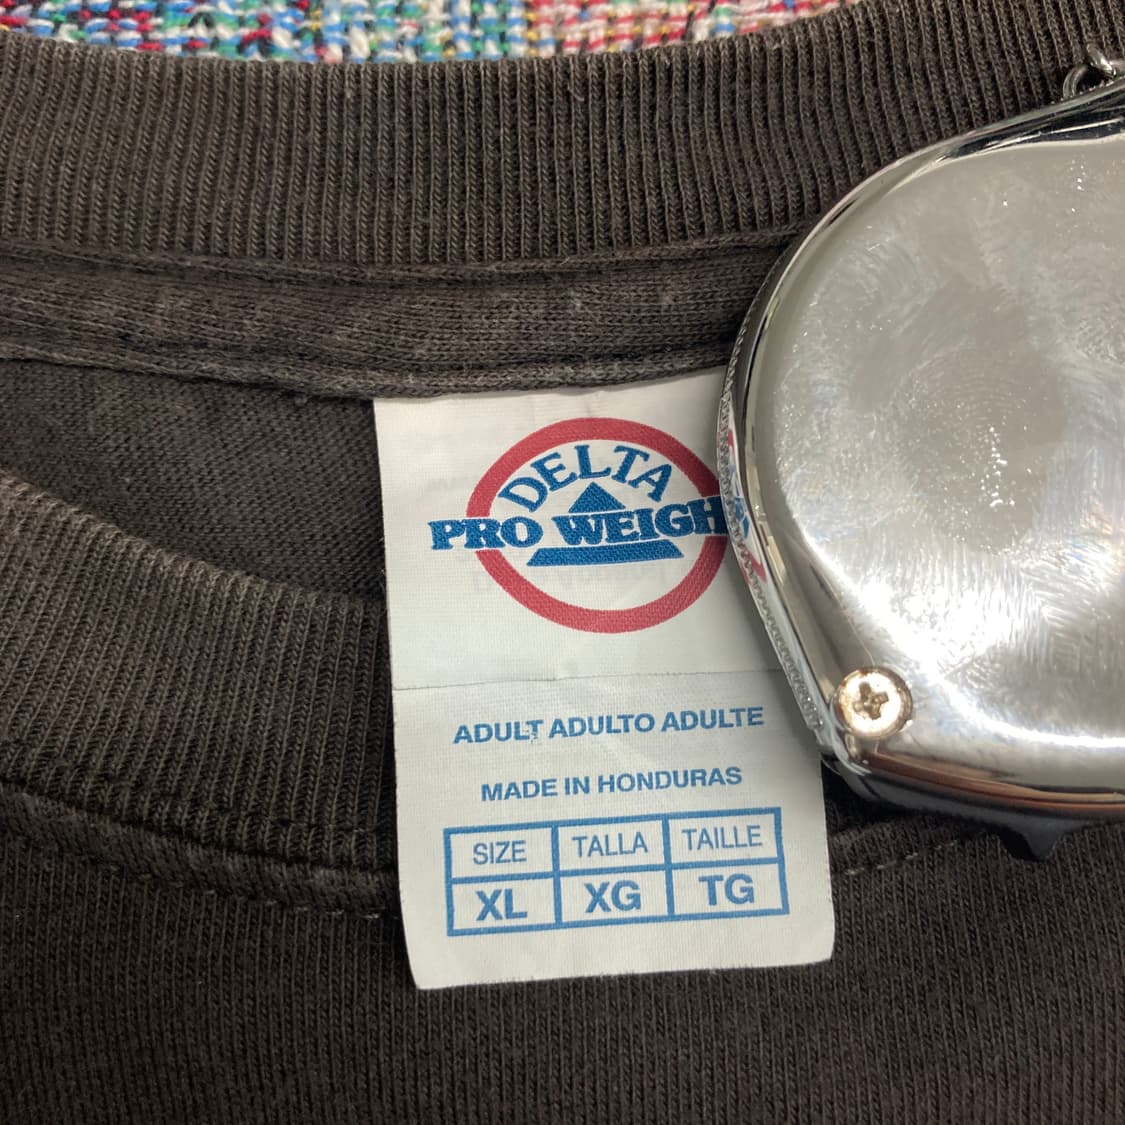 DELTA
PRO WEIGH
ADULT ADULTO ADULTE
MADE IN HONDURAS
SIZE TALLA TAILLE
XL XG TG